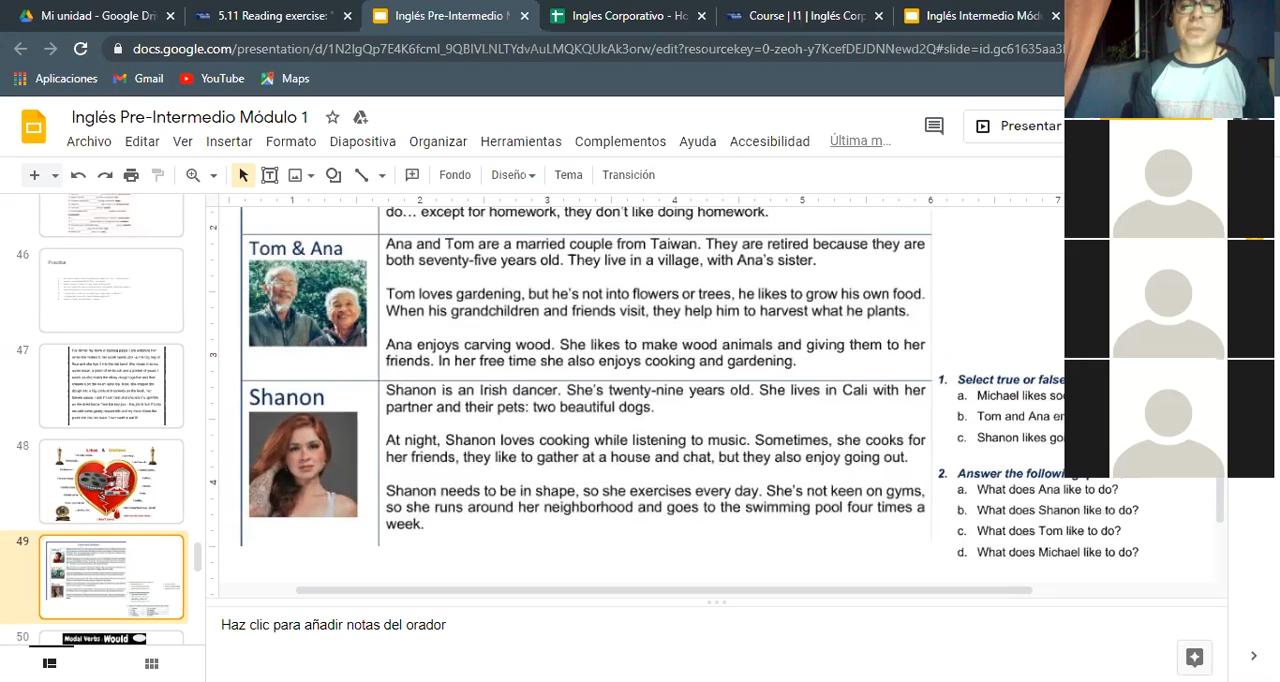 Mi unidad - Google Dri
5.11 Reading exercise:
Inglés Pre-Intermedio M
Ingles Corporativo - Ho
Course | I1 | Inglés Corp
Inglés Intermedio Mód
docs.google.com/presentation/d/1N2IgQp7E4K6fcmI_9QBIVLNLTYdvAuLMQKQUkAk3orw/edit?resourcekey=0-zeoh-y7KcefDEJDNNewd2Q#slide=id.gc61635aa3
Aplicaciones
Gmail
YouTube
Maps
Inglés Pre-Intermedio Módulo 1
Archivo Editar Ver Insertar Formato Diapositiva Organizar Herramientas Complementos Ayuda Accesibilidad Última m...
Presentar
Fondo Diseño Tema Transición
1 2 3 4 5 6 7
2
3
4
46
Practice
47
48
49
50
Modal Verbs Would
do… except for homework, they don't like doing homework.
Tom & Ana
Ana and Tom are a married couple from Taiwan. They are retired because they are
both seventy-five years old. They live in a village, with Ana's sister.
Tom loves gardening, but he's not into flowers or trees, he likes to grow his own food.
When his grandchildren and friends visit, they help him to harvest what he plants.
Ana enjoys carving wood. She likes to make wood animals and giving them to her
friends. In her free time she also enjoys cooking and gardening.
Shanon
Shanon is an Irish dancer. She's twenty-nine years old. She lives in Cali with her
partner and their pets: two beautiful dogs.
At night, Shanon loves cooking while listening to music. Sometimes, she cooks for
her friends, they like to gather at a house and chat, but they also enjoy going out.
Shanon needs to be in shape, so she exercises every day. She's not keen on gyms,
so she runs around her neighborhood and goes to the swimming pool four times a
week.
1. Select true or false
a. Michael likes so
b. Tom and Ana en
c. Shanon likes go
2. Answer the following
a. What does Ana like to do?
b. What does Shanon like to do?
c. What does Tom like to do?
d. What does Michael like to do?
Haz clic para añadir notas del orador